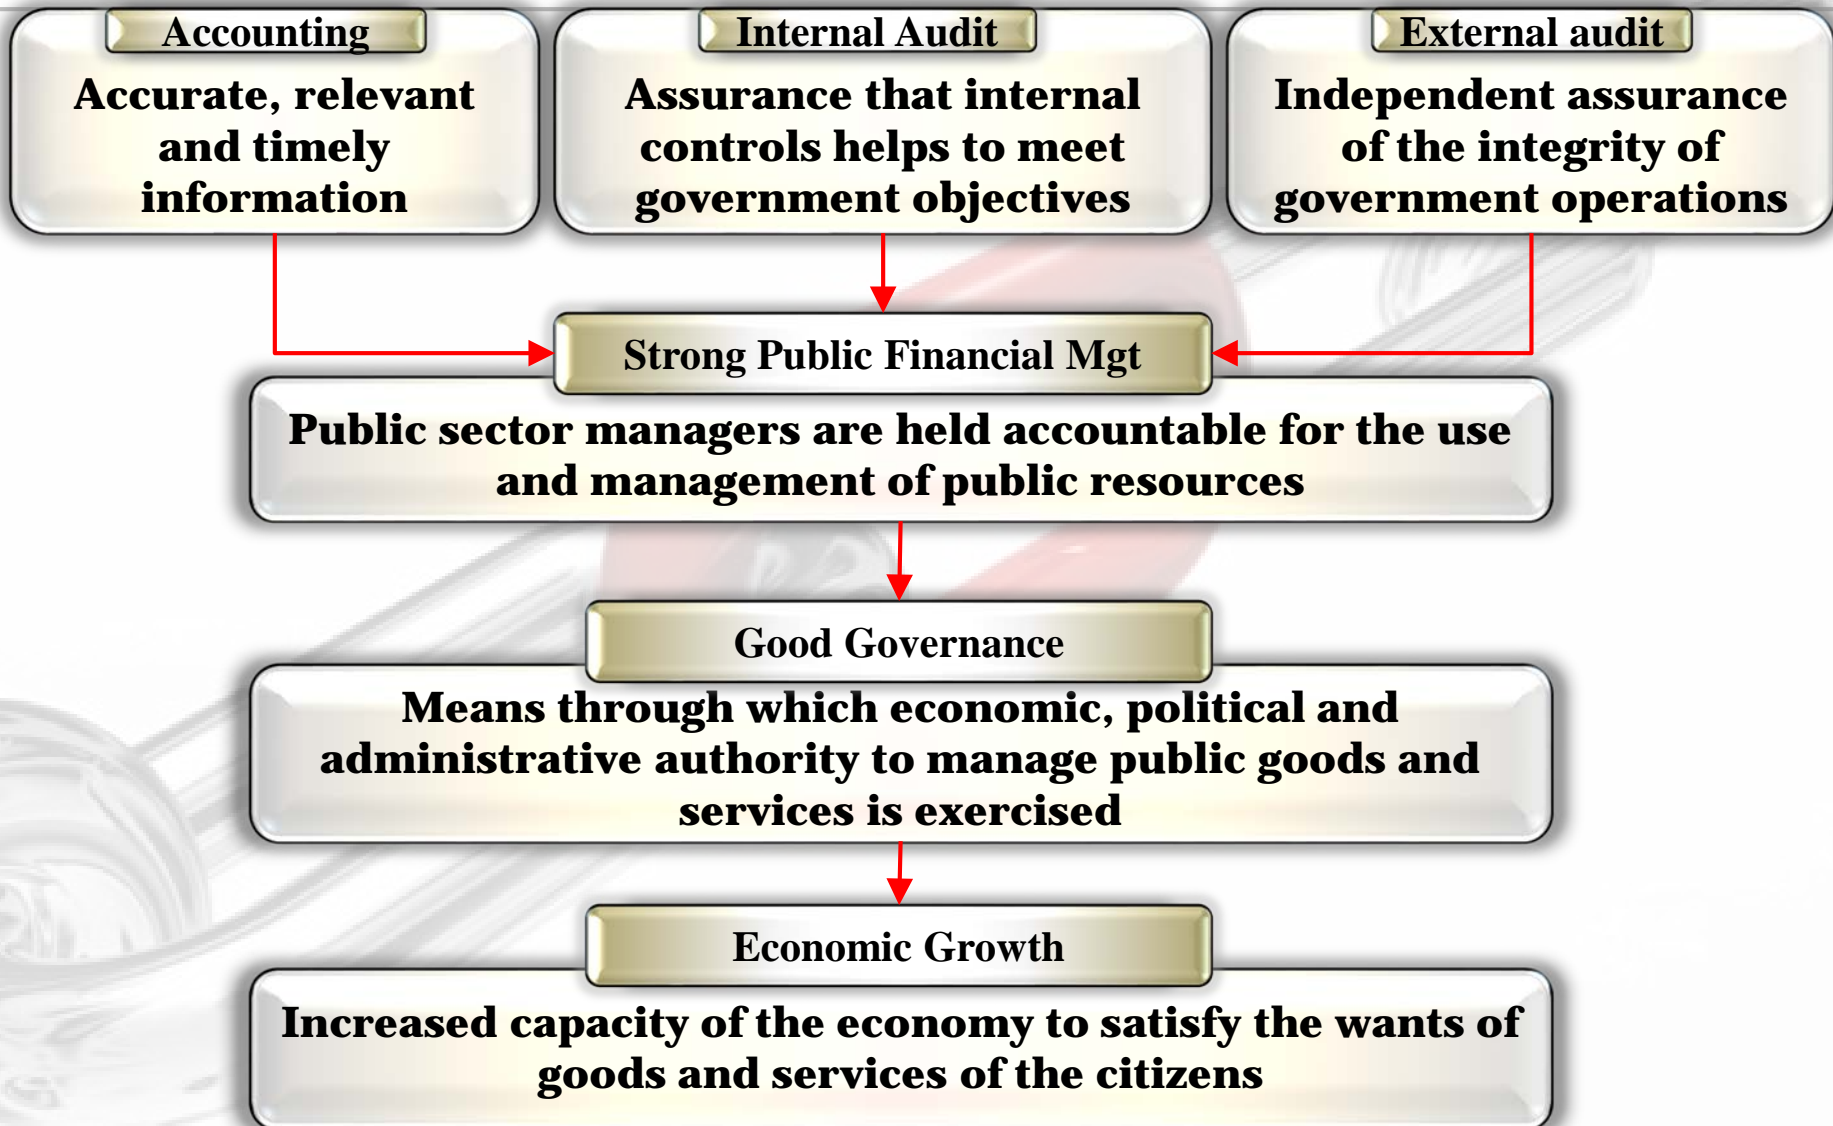 Accounting
Accurate, relevant
and timely
information
Internal Audit
Assurance that internal
controls helps to meet
government objectives
External audit
Independent assurance
of the integrity of
government operations
Strong Public Financial Mgt
Public sector managers are held accountable for the use
and management of public resources
Good Governance
Means through which economic, political and
administrative authority to manage public goods and
services is exercised
Economic Growth
Increased capacity of the economy to satisfy the wants of
goods and services of the citizens